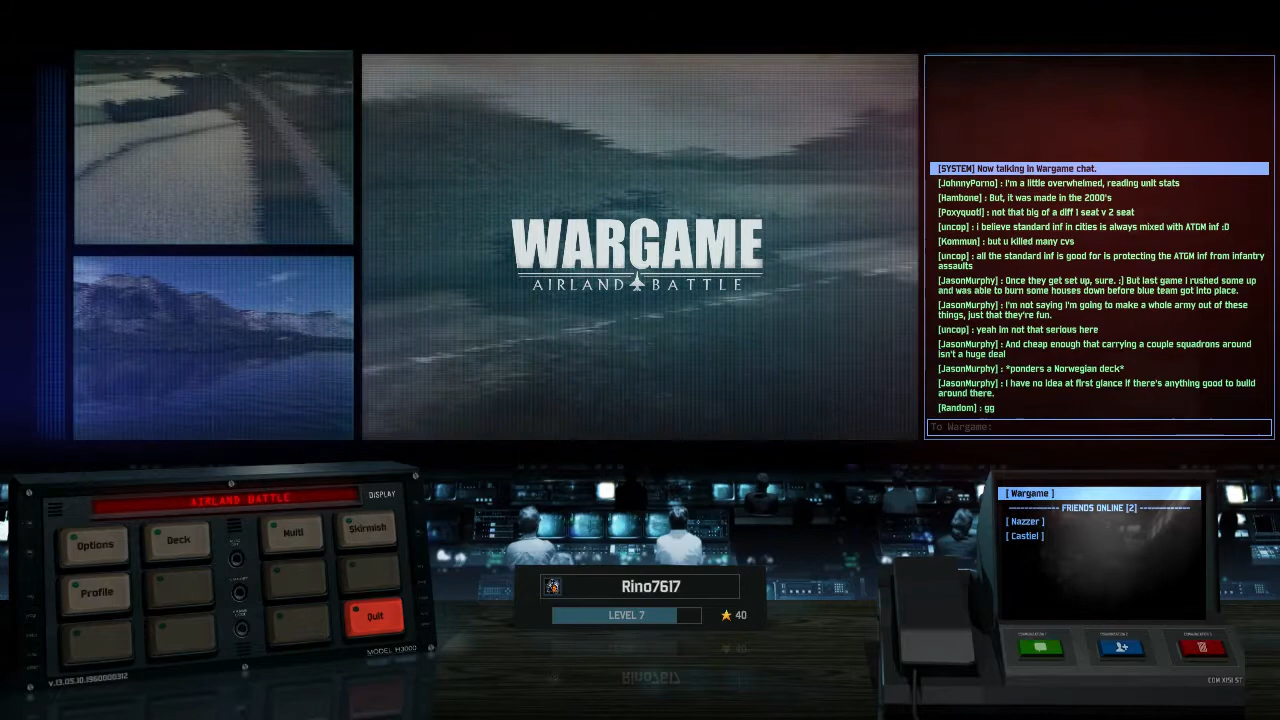 [SYSTEM] Now talking in Wargame chat.
[JohnnyPorno] : I'm a little overwhelmed, reading unit stats
[Hambone] : But, it was made in the 2000's
[Poxyquotl] : not that big of a diff 1 seat v 2 seat
[uncop] : i believe standard inf in cities is always mixed with ATGM inf :D
[Kommun] : but u killed many cvs
[uncop] : all the standard inf is good for is protecting the ATGM inf from infantry
assaults
[JasonMurphy] : Once they get set up, sure. :] But last game I rushed some up
and was able to burn some houses down before blue team got into place.
[JasonMurphy] : I'm not saying I'm going to make a whole army out of these
things, just that they're fun.
[uncop] : yeah im not that serious here
[JasonMurphy] : And cheap enough that carrying a couple squadrons around
isn't a huge deal
[JasonMurphy] : *ponders a Norwegian deck*
[JasonMurphy] : I have no idea at first glance if there's anything good to build
around there.
[Random] : gg
To Wargame:
WARGAME
AIRLAND BATTLE
AIRLAND BATTLE
DISPLAY
Options
Deck
Multi
Skirmish
Profile
Quit
MODEL H3000
v.13.05.10.1960000312
Rino7617
LEVEL 7
40
[ Wargame ]
------------ FRIENDS ONLINE [2] ------------
[ Nazzer ]
[ Castiel ]
COM XISI ST